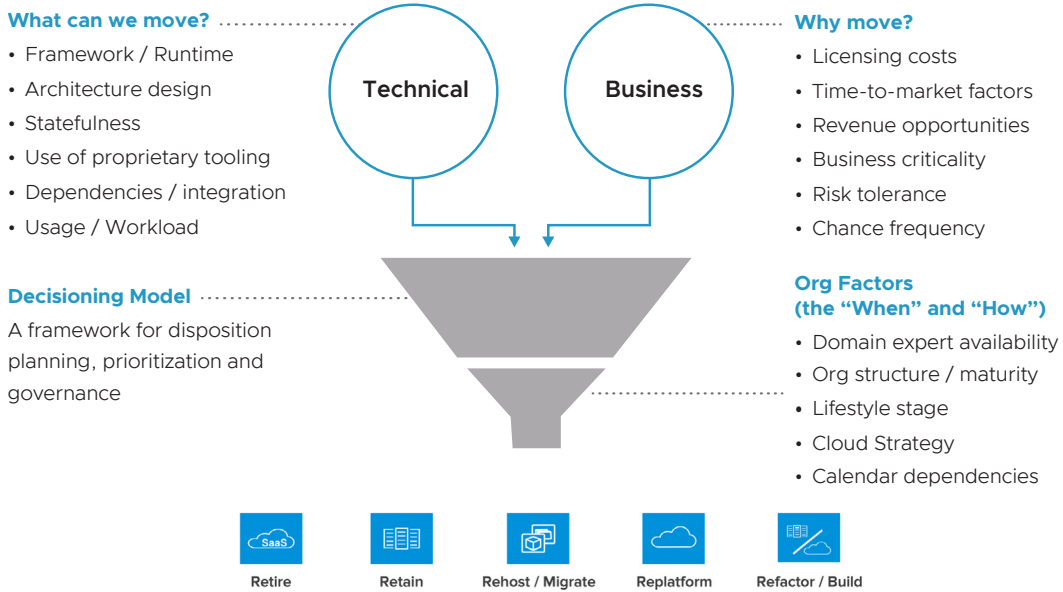 What can we move?
• Framework / Runtime
• Architecture design
• Statefulness
• Use of proprietary tooling
• Dependencies / integration
• Usage / Workload
Technical
Business
Why move?
• Licensing costs
• Time-to-market factors
• Revenue opportunities
• Business criticality
• Risk tolerance
• Chance frequency
Decisioning Model
A framework for disposition
planning, prioritization and
governance
Org Factors
(the “When” and “How”)
• Domain expert availability
• Org structure / maturity
• Lifestyle stage
• Cloud Strategy
• Calendar dependencies
SaaS
Retire
Retain
Rehost / Migrate
Replatform
Refactor / Build